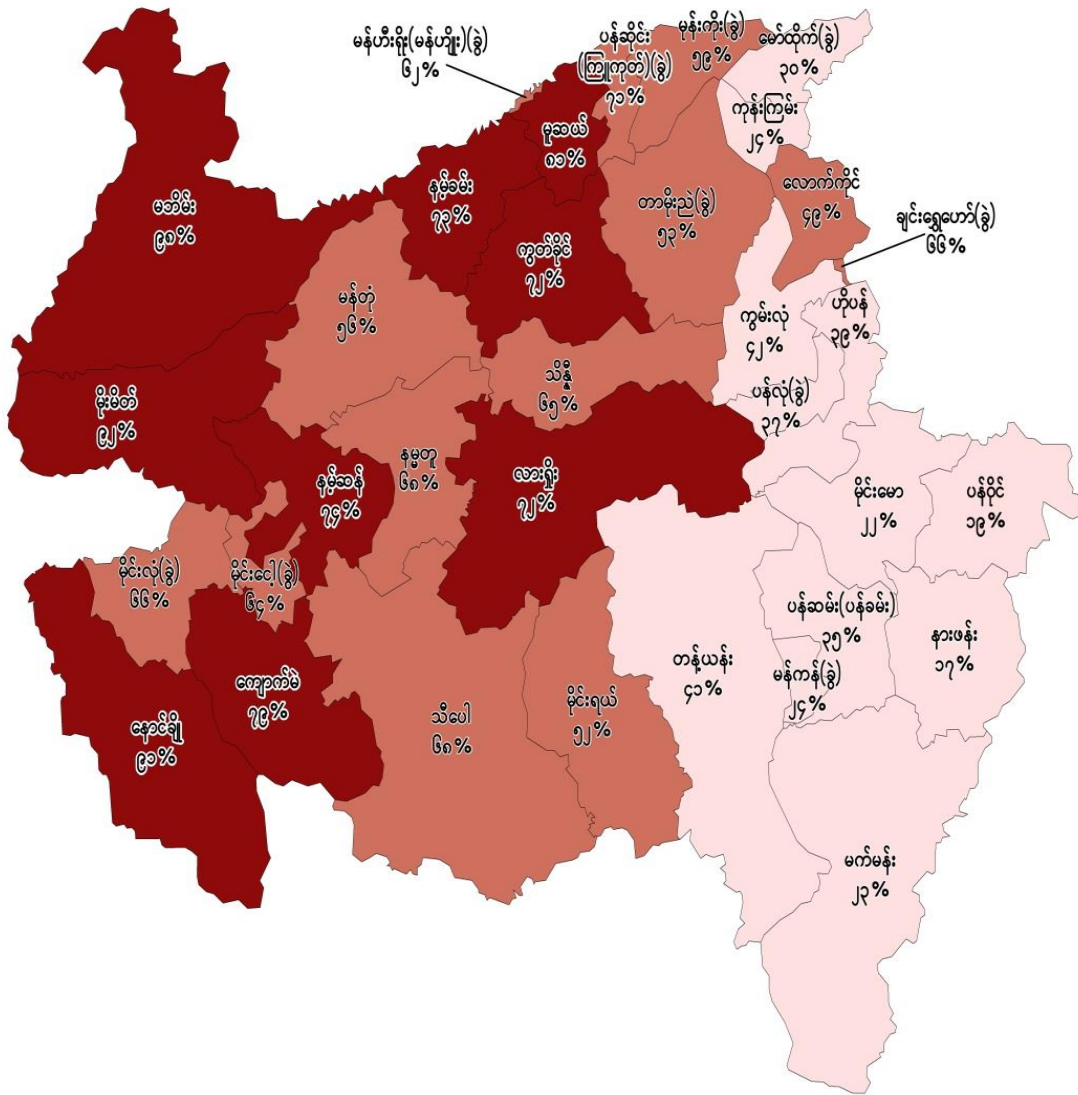 မန်ဟီးရိုး(မန်ဟျိုး)(ခွဲ)
၆၂%
ပန်ဆိုင်း
(ကြူကုတ်)(ခွဲ)
၇၁%
မုန်းကိုး(ခွဲ)
၅၉%
မော်ထိုက်(ခွဲ)
၃၀%
ကုန်းကြမ်း
၂၄%
မူဆယ်
၈၁%
နမ့်ခမ်း
၇၃%
မဘိမ်း
၉၈%
တာမိုးညဲ(ခွဲ)
၅၃%
လောက်ကိုင်
၄၉%
ချင်းရွှေဟော်(ခွဲ)
၆၆%
ကွတ်ခိုင်
၇၂%
မန်တုံ
၅၆%
ကွမ်းလုံ
၄၂%
ဟိုပန်
၃၉%
သိန္နီ
၆၅%
ပန်လုံ(ခွဲ)
၃၇%
မိုးမိတ်
၉၂%
နမ္မတူ
၆၈%
နမ့်ဆန်
၇၄%
လားရှိုး
၇၂%
မိုင်းမော
၂၂%
ပန်ဝိုင်
၁၉%
မိုင်းလုံ(ခွဲ)
၆၆%
မိုင်းငေါ့(ခွဲ)
၆၄%
ပန်ဆမ်း(ပန်ခမ်း)
၃၅%
နားဖန်း
၁၇%
တန့်ယန်း
၄၁%
မန်ကန်(ခွဲ)
၂၄%
ကျောက်မဲ
၇၉%
နောင်ချို
၉၁%
သီပေါ
၆၈%
မိုင်းရယ်
၅၂%
မက်မန်း
၂၃%